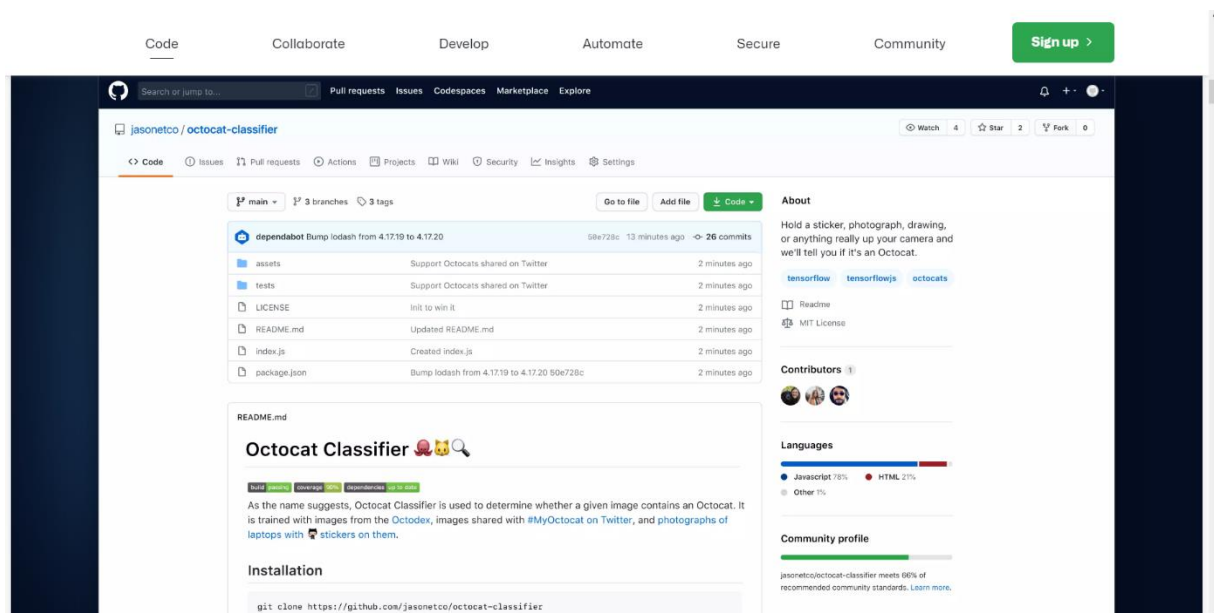 Code Collaborate Develop Automate Secure Community Sign up >
Search or jump to... / Pull requests Issues Codespaces Marketplace Explore
jasonetco / octocat-classifier Watch 4 Star 2 Fork 0
<> Code Issues Pull requests Actions Projects Wiki Security Insights Settings
main 3 branches 3 tags Go to file Add file Code
dependabot Bump lodash from 4.17.19 to 4.17.20 50e728c 13 minutes ago 26 commits
assets Support Octocats shared on Twitter 2 minutes ago
tests Support Octocats shared on Twitter 2 minutes ago
LICENSE Init to win it 2 minutes ago
README.md Updated README.md 2 minutes ago
index.js Created index.js 2 minutes ago
package.json Bump lodash from 4.17.19 to 4.17.20 50e728c 2 minutes ago
README.md
Octocat Classifier
build passing coverage 90% dependencies up to date
As the name suggests, Octocat Classifier is used to determine whether a given image contains an Octocat. It
is trained with images from the Octodex, images shared with #MyOctocat on Twitter, and photographs of
laptops with stickers on them.
Installation
git clone https://github.com/jasonetco/octocat-classifier
About
Hold a sticker, photograph, drawing,
or anything really up your camera and
we'll tell you if it's an Octocat.
tensorflow tensorflowjs octocats
Readme
MIT License
Contributors 1
Languages
Javascript 78% HTML 21%
Other 1%
Community profile
jasonetco/octocat-classifier meets 66% of
recommended community standards. Learn more.